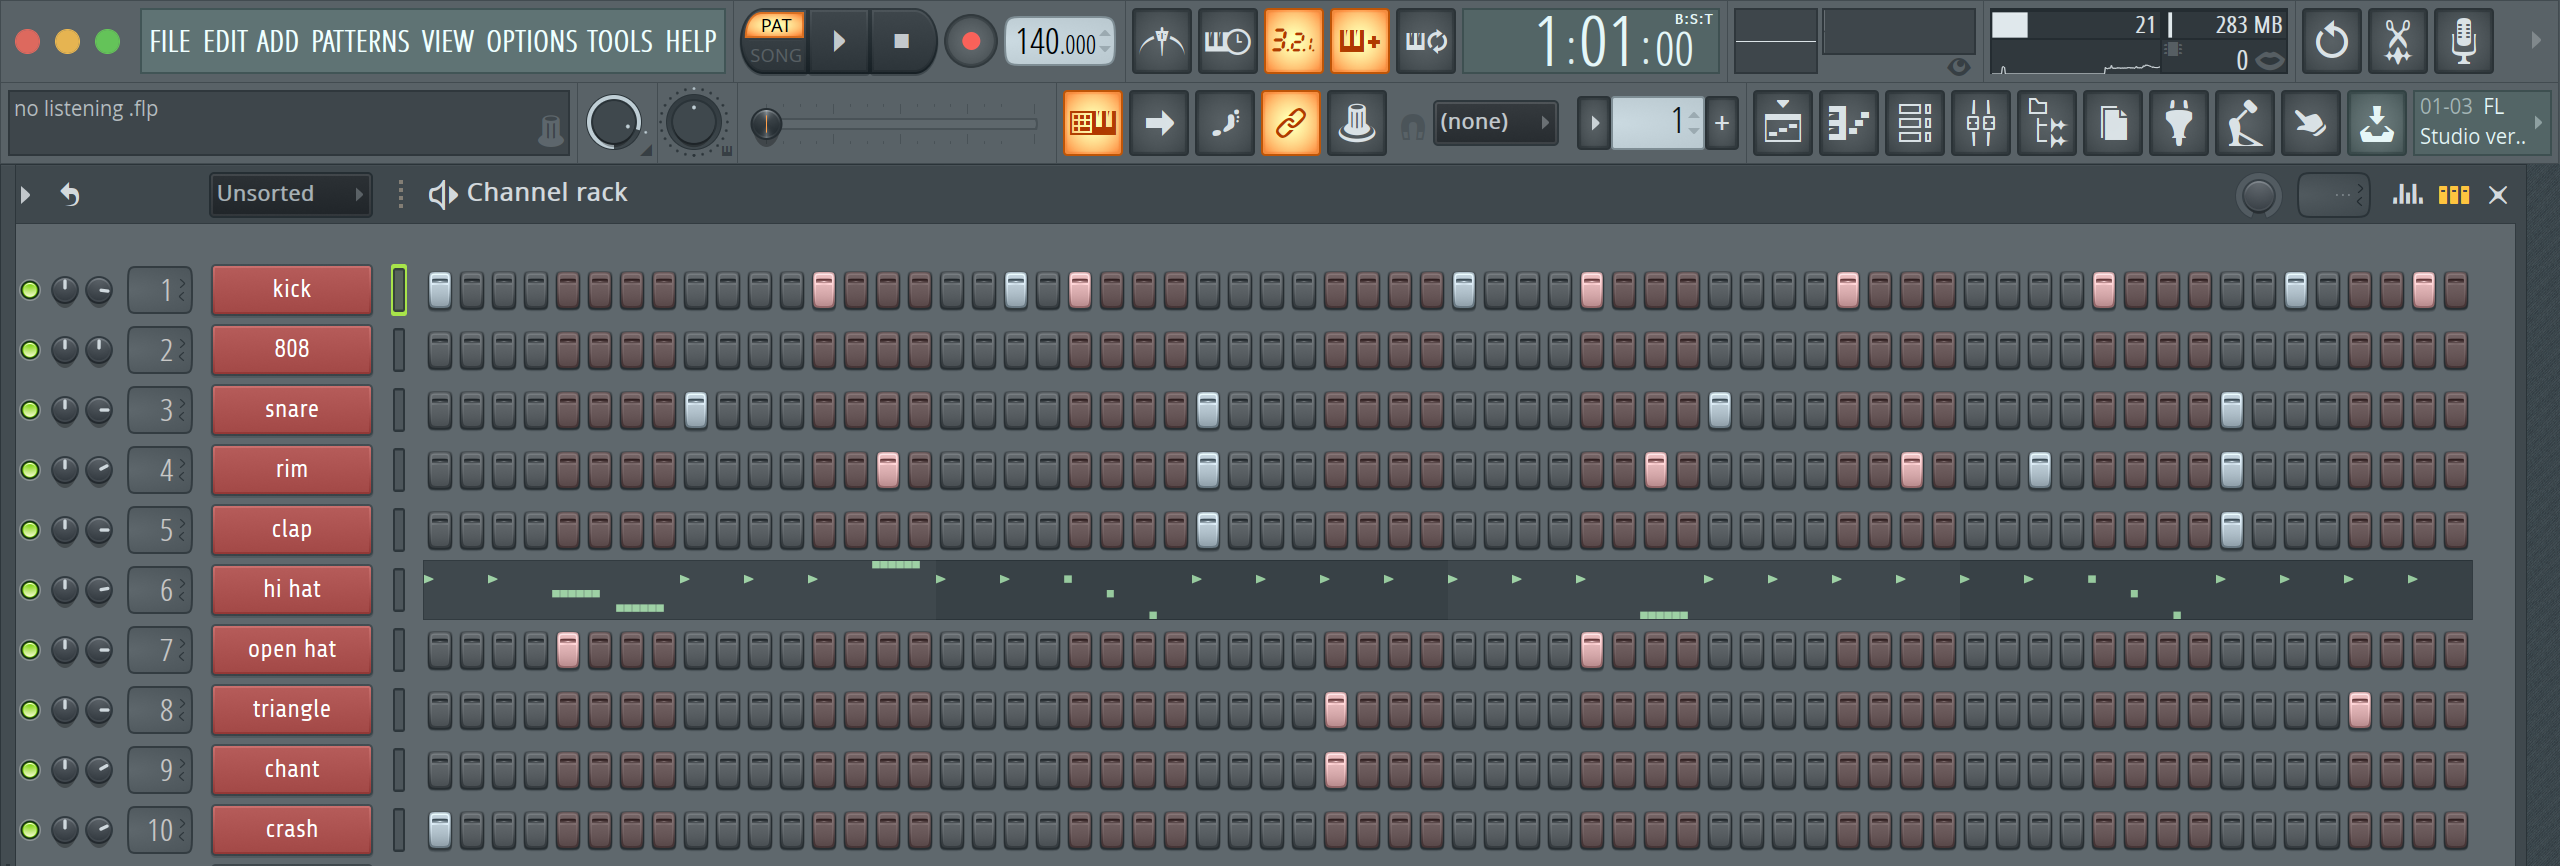 FILE EDIT ADD PATTERNS VIEW OPTIONS TOOLS HELP
PAT
SONG
140.000
3.2.1.
1:01:00
B:S:T
21
283 MB
0
no listening .flp
(none)
1
01-03 FL
Studio ver..
Unsorted
Channel rack
1 kick
2 808
3 snare
4 rim
5 clap
6 hi hat
7 open hat
8 triangle
9 chant
10 crash